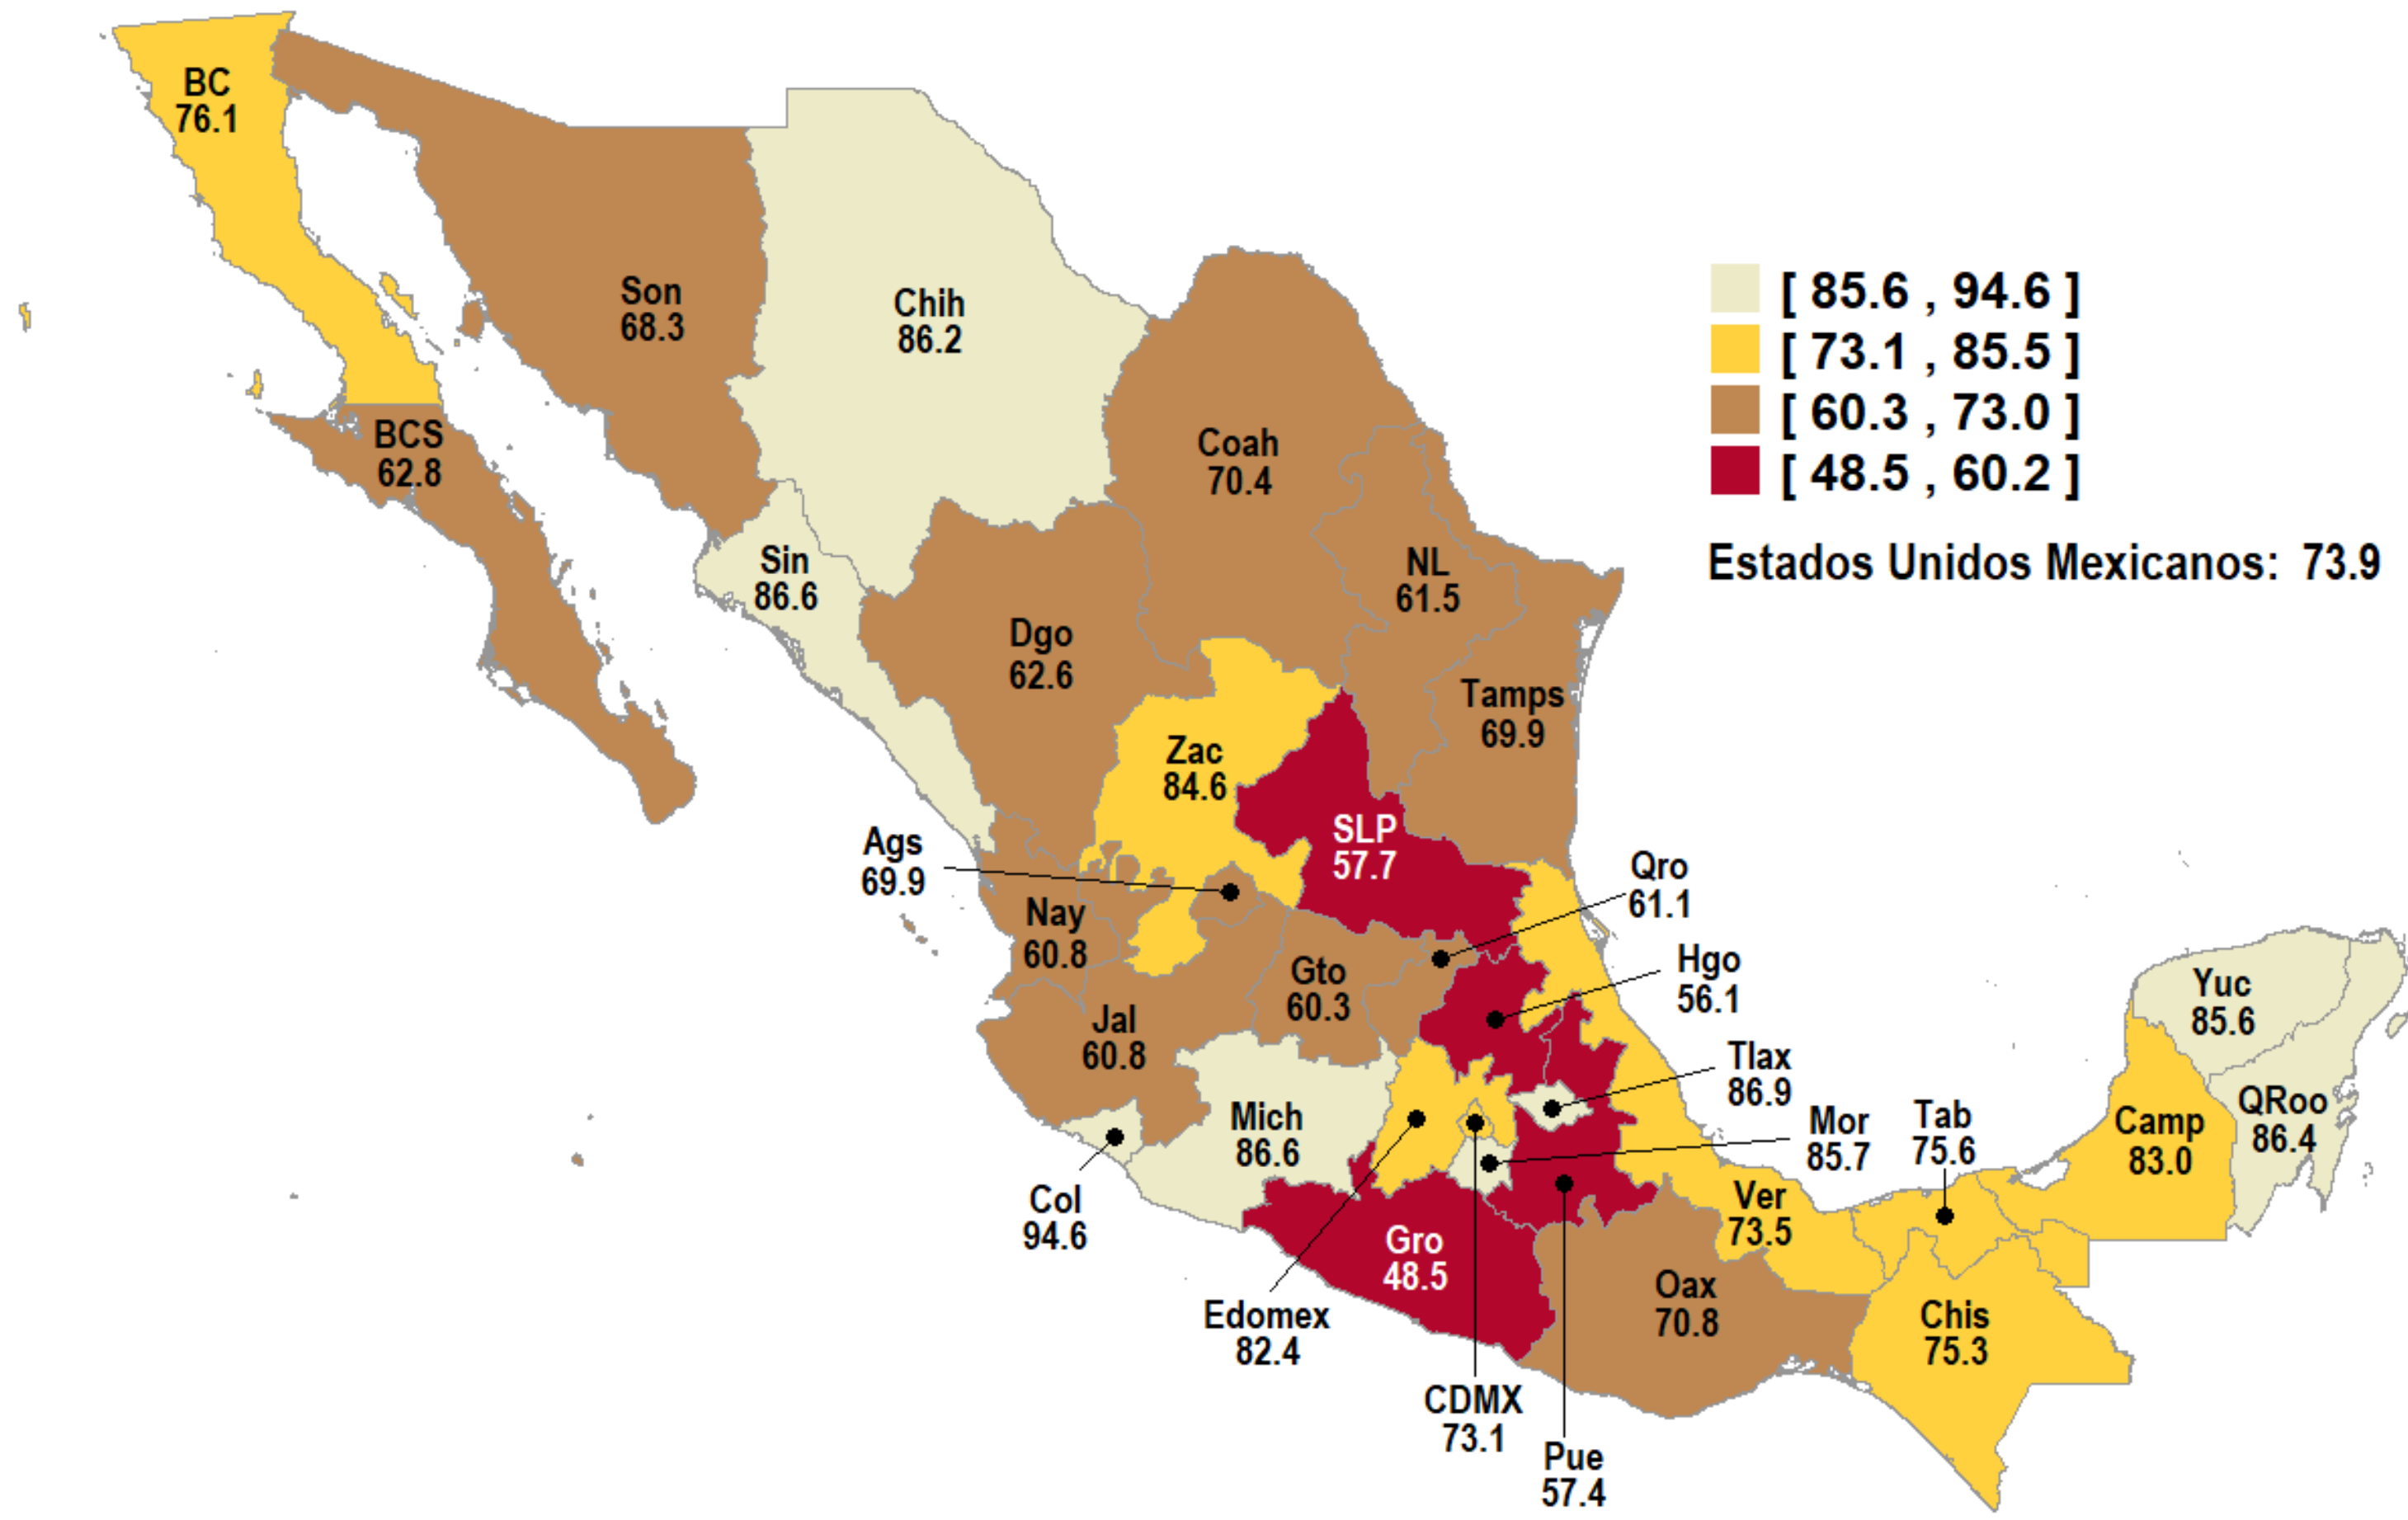 BC
76.1
Son
68.3
Chih
86.2
[ 85.6 , 94.6 ]
[ 73.1 , 85.5 ]
[ 60.3 , 73.0 ]
[ 48.5 , 60.2 ]
Estados Unidos Mexicanos: 73.9
BCS
62.8
Coah
70.4
Sin
86.6
NL
61.5
Dgo
62.6
Tamps
69.9
Zac
84.6
SLP
57.7
Ags
69.9
Qro
61.1
Nay
60.8
Gto
60.3
Hgo
56.1
Yuc
85.6
Jal
60.8
Tlax
86.9
Mich
86.6
Mor
85.7
Tab
75.6
Camp
83.0
QRoo
86.4
Col
94.6
Ver
73.5
Gro
48.5
Oax
70.8
Edomex
82.4
Chis
75.3
CDMX
73.1
Pue
57.4